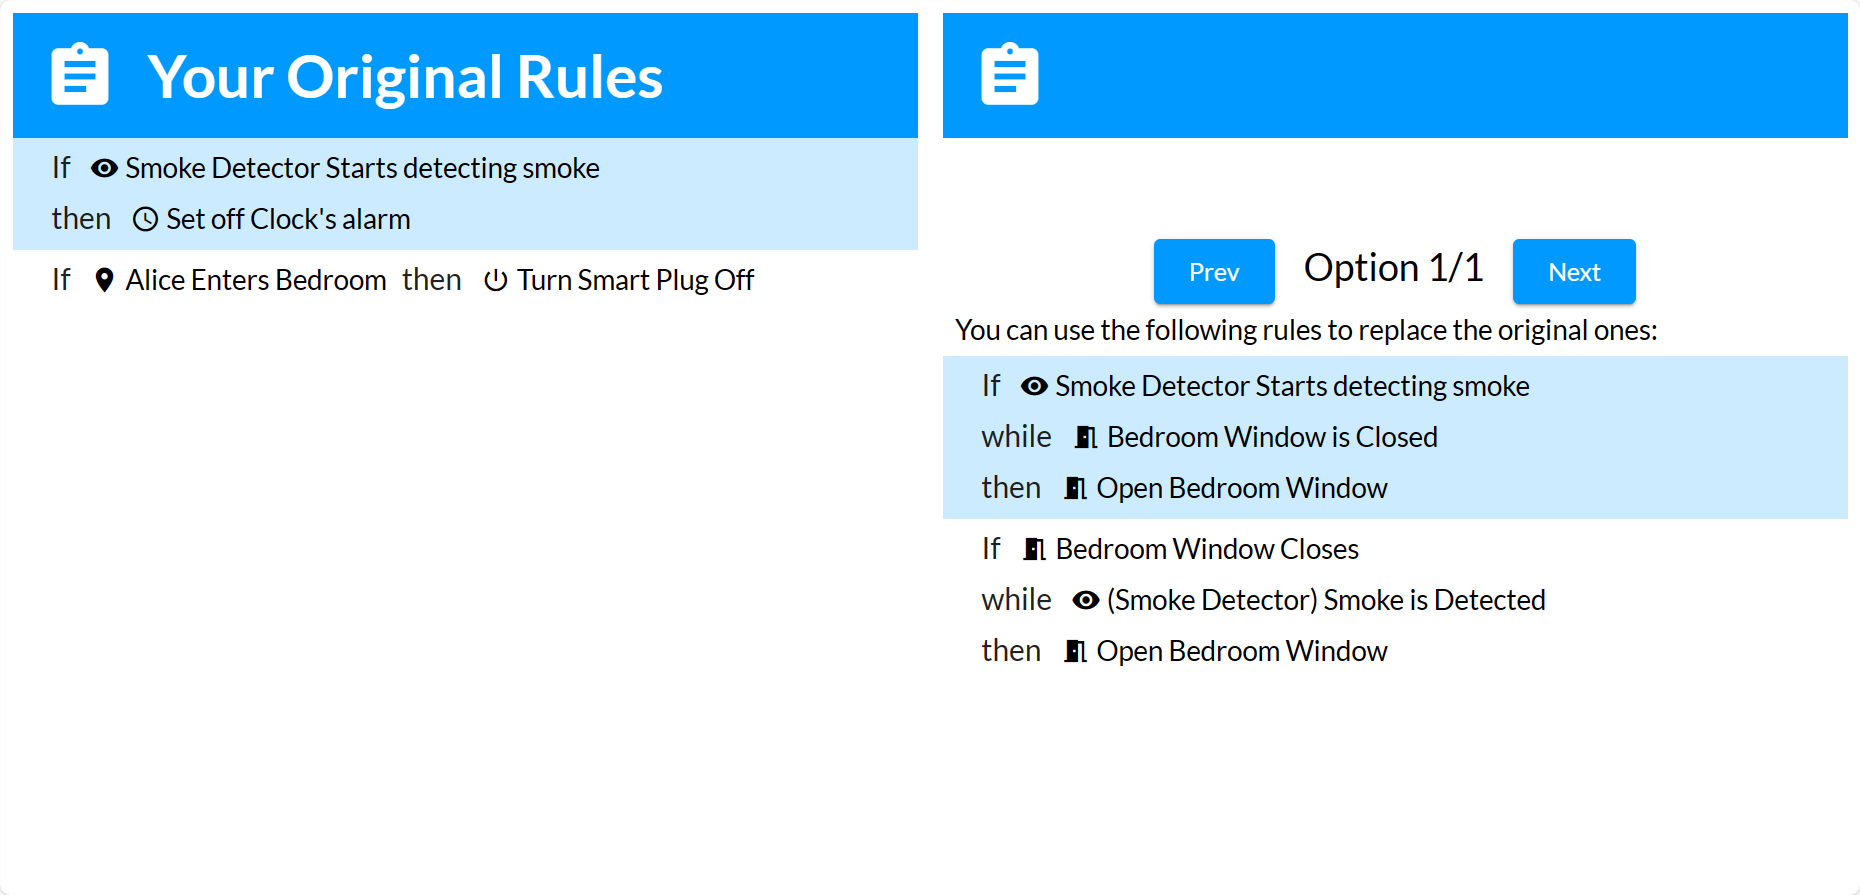 Your Original Rules
If Smoke Detector Starts detecting smoke
then Set off Clock's alarm
If Alice Enters Bedroom then Turn Smart Plug Off
Prev Option 1/1 Next
You can use the following rules to replace the original ones:
If Smoke Detector Starts detecting smoke
while Bedroom Window is Closed
then Open Bedroom Window
If Bedroom Window Closes
while (Smoke Detector) Smoke is Detected
then Open Bedroom Window